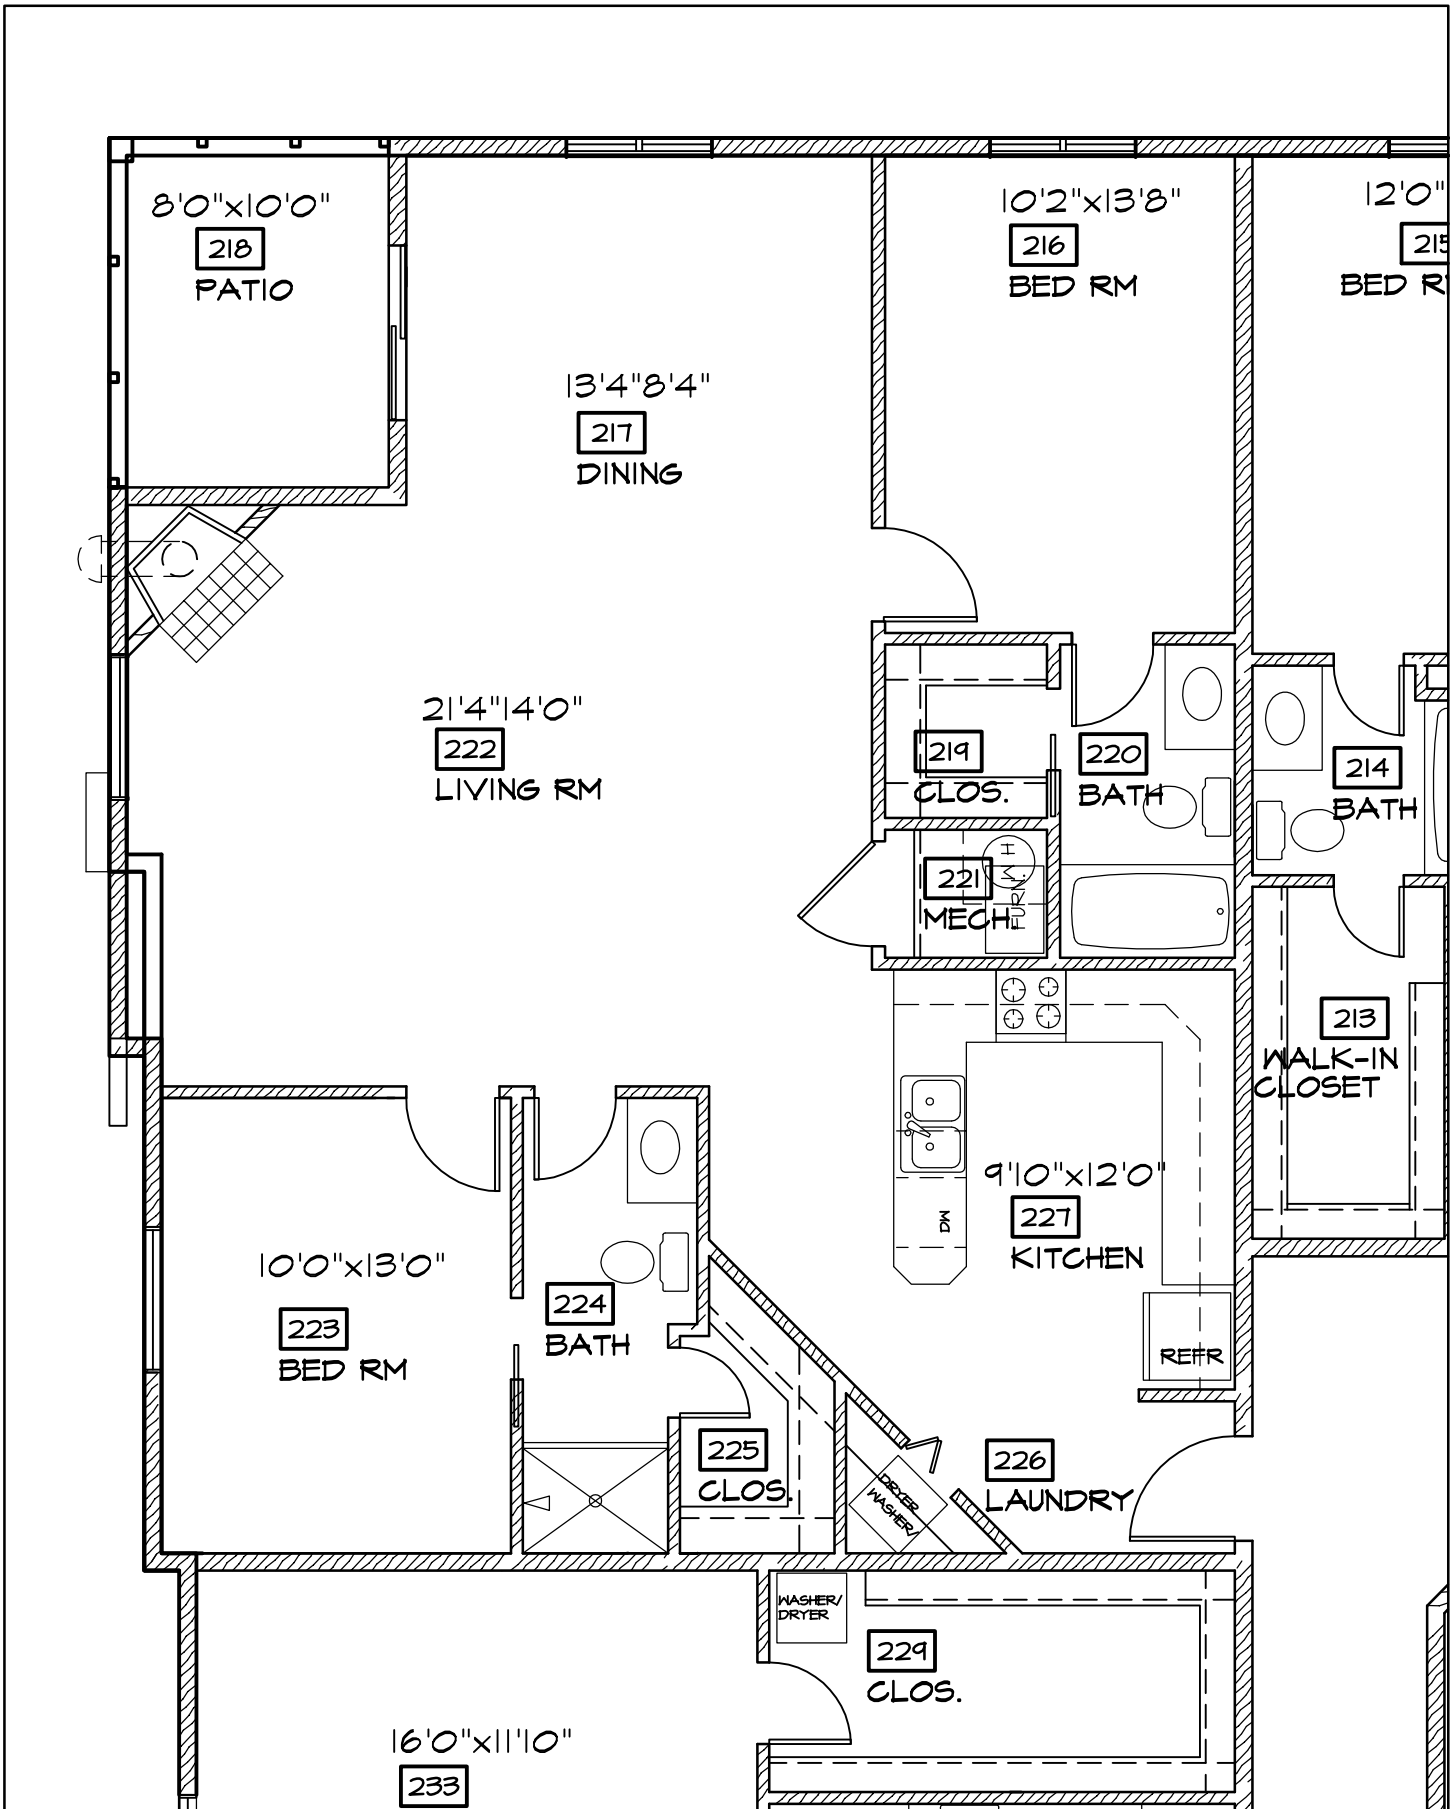 8'0"x10'0"
218
PATIO
10'2"x13'8"
216
BED RM
12'0"
215
BED R
13'4"8'4"
217
DINING
21'4"14'0"
222
LIVING RM
219
CLOS.
220
BATH
214
BATH
221
MECH.
W H
FURN.
213
WALK-IN
CLOSET
9'10"x12'0"
227
KITCHEN
DW
REFR
10'0"x13'0"
223
BED RM
224
BATH
225
CLOS.
226
LAUNDRY
DRYER
WASHER/
WASHER/
DRYER
229
CLOS.
16'0"x11'10"
233